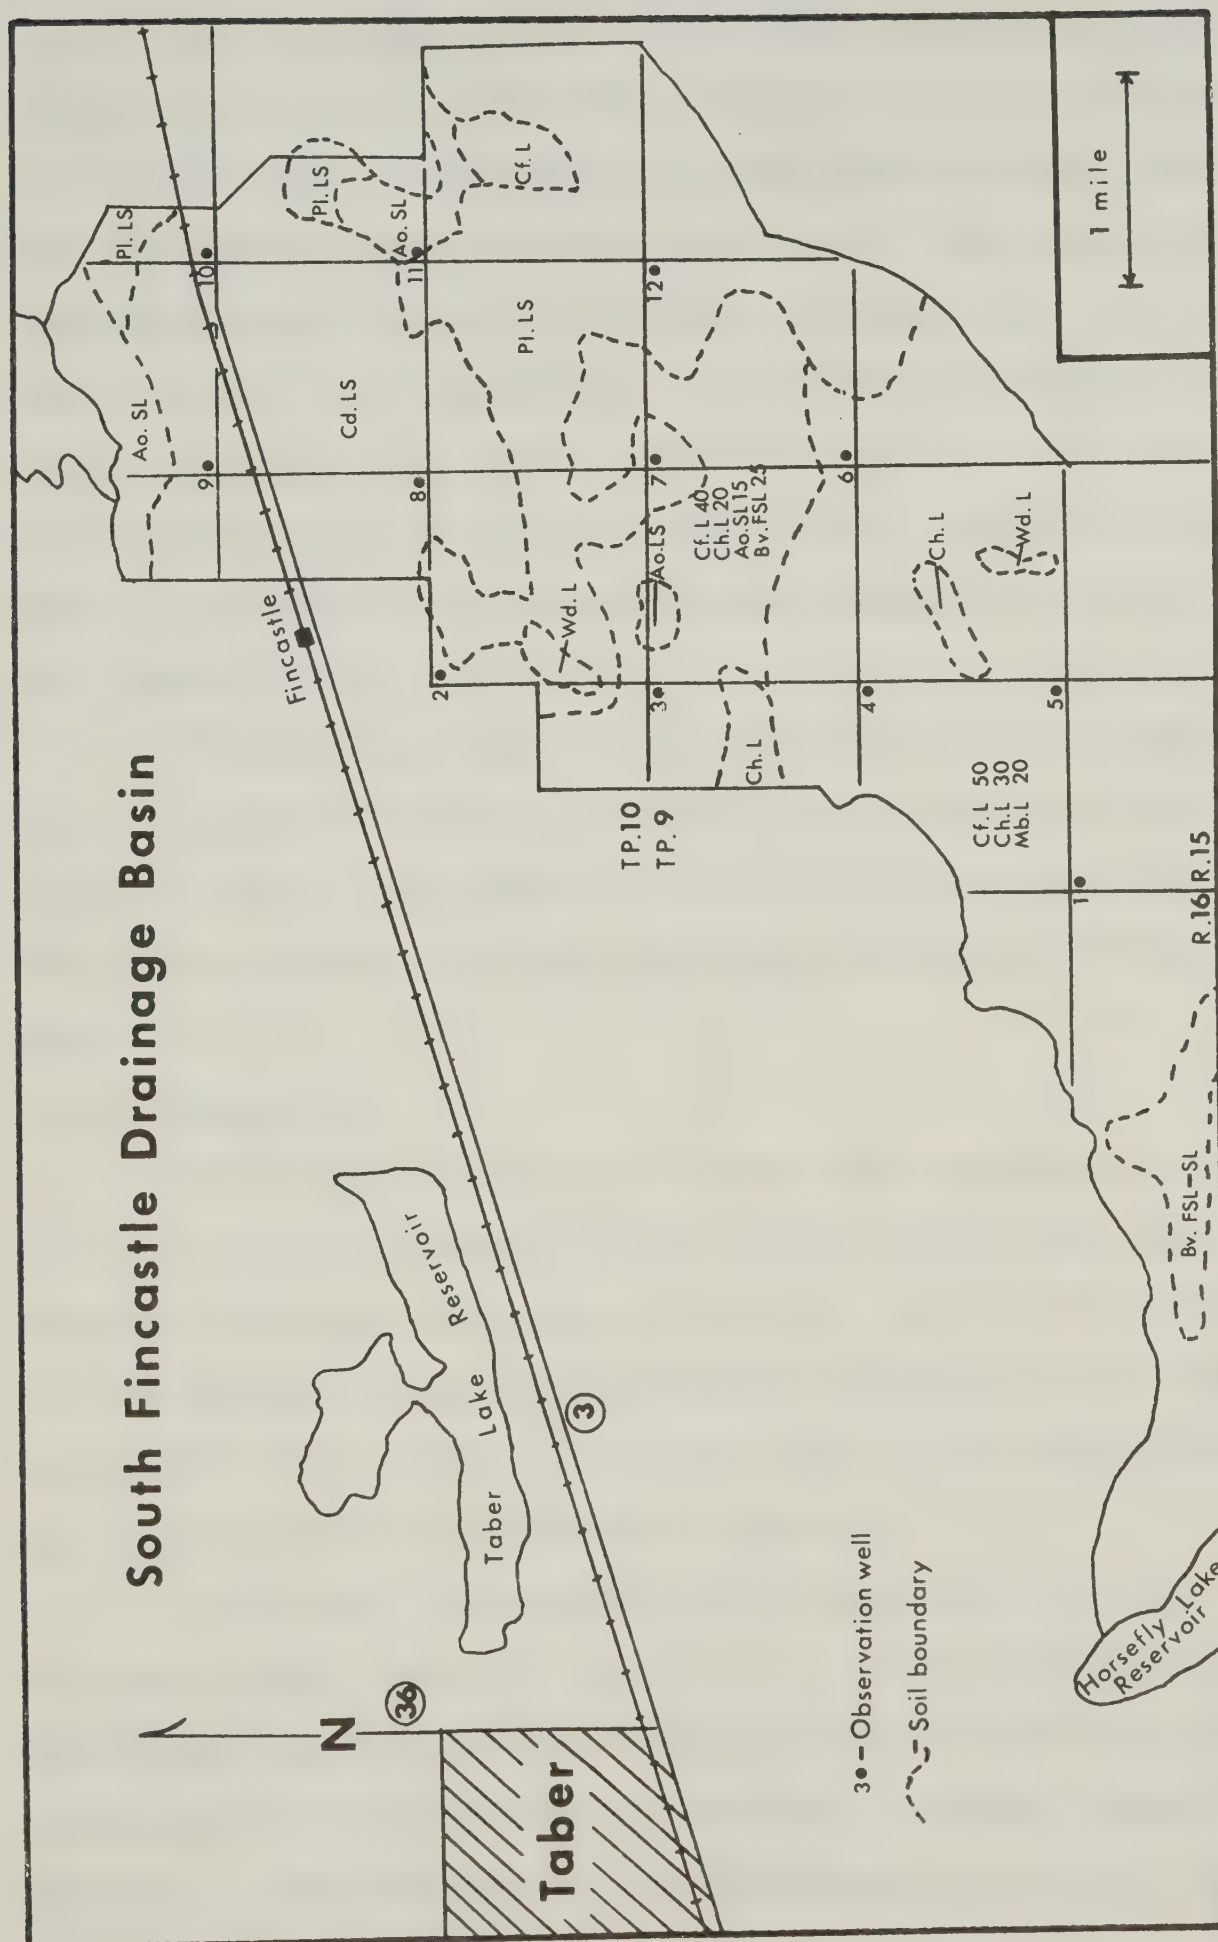 South Fincastle Drainage Basin
N
36
Taber
3
Taber Lake Reservoir
Fincastle
Horsefly Lake
Reservoir
3 ● – Observation well
– Soil boundary
1 mile
TP.10
TP. 9
R.16
R.15
Ao. SL
Pl. LS
Cd. LS
Pl. LS
Ao. SL
Cf. L
Pl. LS
Wd. L
Ao.LS
Cf. L 40
Ch. L 20
Ao. SL 15
Bv. FSL 25
Ch. L
Ch. L
Wd. L
Cf. L 50
Ch.L 30
Mb.L 20
Bv. FSL–SL
1
2
3
4
5
6
7
8
9
10
11
12